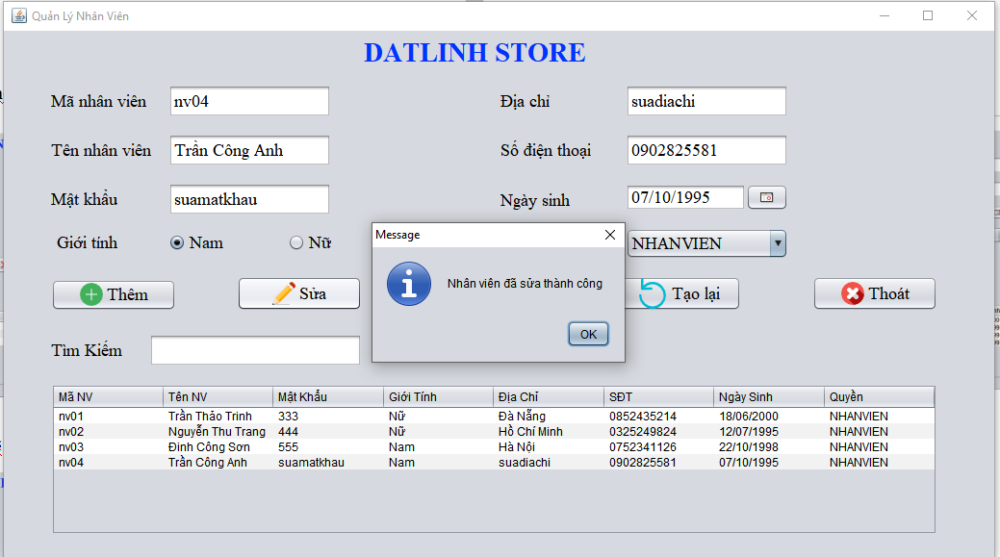 Quản Lý Nhân Viên
DATLINH STORE
Mã nhân viên nv04 Địa chỉ suadiachi
Tên nhân viên Trần Công Anh Số điện thoại 0902825581
Mật khẩu suamatkhau Ngày sinh 07/10/1995
Giới tính Nam Nữ NHANVIEN
Message
Nhân viên đã sửa thành công
OK
Thêm Sửa Tạo lại Thoát
Tìm Kiếm
Mã NV Tên NV Mật Khẩu Giới Tính Địa Chỉ SĐT Ngày Sinh Quyền
nv01 Trần Thảo Trinh 333 Nữ Đà Nẵng 0852435214 18/06/2000 NHANVIEN
nv02 Nguyễn Thu Trang 444 Nữ Hồ Chí Minh 0325249824 12/07/1995 NHANVIEN
nv03 Đinh Công Sơn 555 Nam Hà Nội 0752341126 22/10/1998 NHANVIEN
nv04 Trần Công Anh suamatkhau Nam suadiachi 0902825581 07/10/1995 NHANVIEN